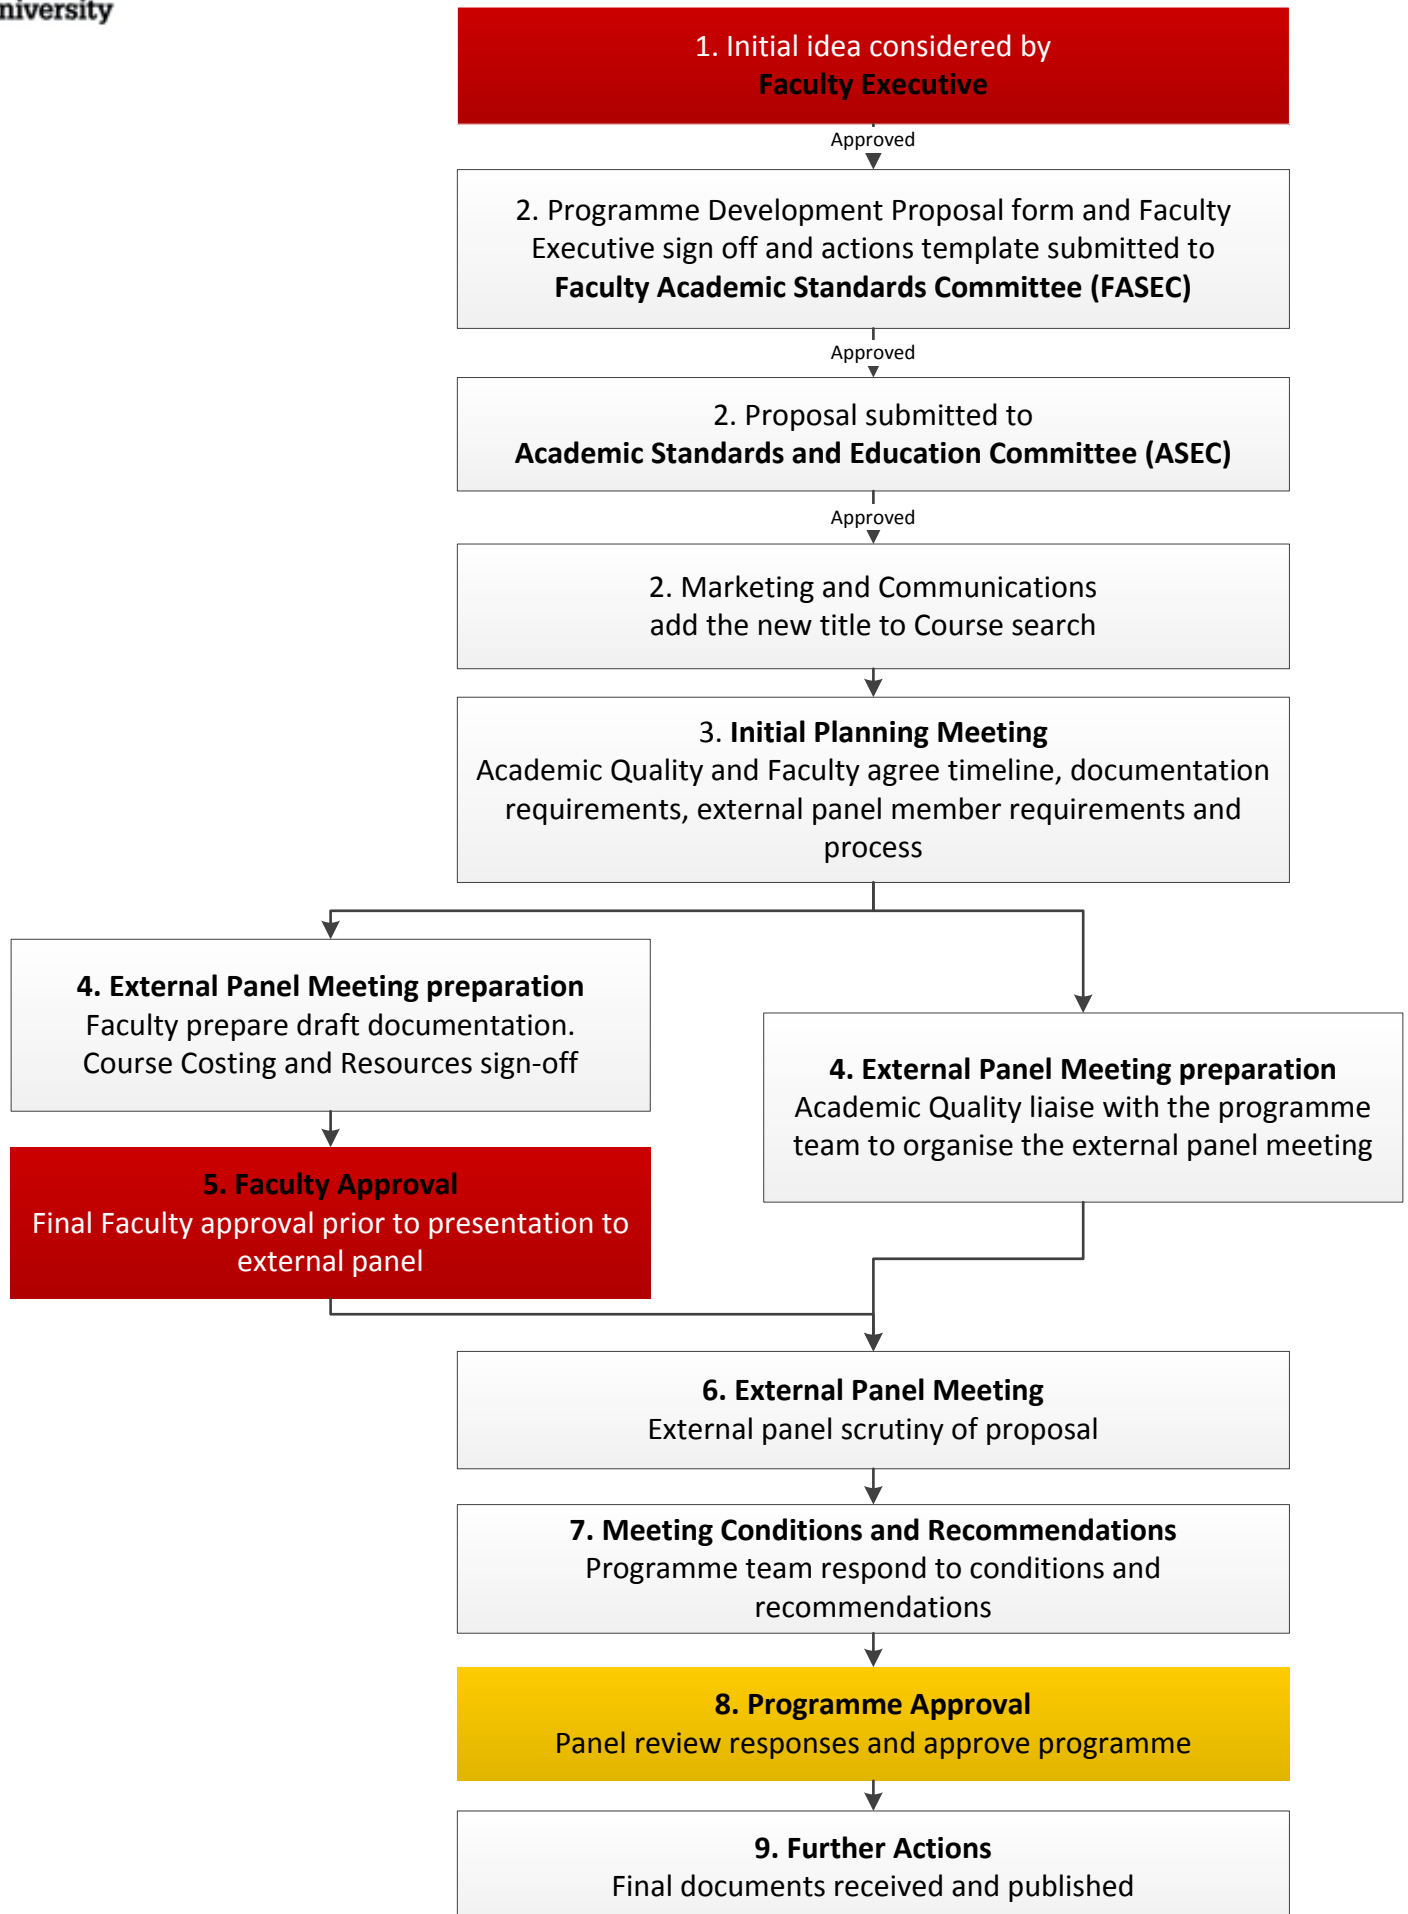 niversity
1. Initial idea considered by
Faculty Executive
Approved
2. Programme Development Proposal form and Faculty
Executive sign off and actions template submitted to
Faculty Academic Standards Committee (FASEC)
Approved
2. Proposal submitted to
Academic Standards and Education Committee (ASEC)
Approved
2. Marketing and Communications
add the new title to Course search
3. Initial Planning Meeting
Academic Quality and Faculty agree timeline, documentation
requirements, external panel member requirements and
process
4. External Panel Meeting preparation
Faculty prepare draft documentation.
Course Costing and Resources sign-off
4. External Panel Meeting preparation
Academic Quality liaise with the programme
team to organise the external panel meeting
5. Faculty Approval
Final Faculty approval prior to presentation to
external panel
6. External Panel Meeting
External panel scrutiny of proposal
7. Meeting Conditions and Recommendations
Programme team respond to conditions and
recommendations
8. Programme Approval
Panel review responses and approve programme
9. Further Actions
Final documents received and published